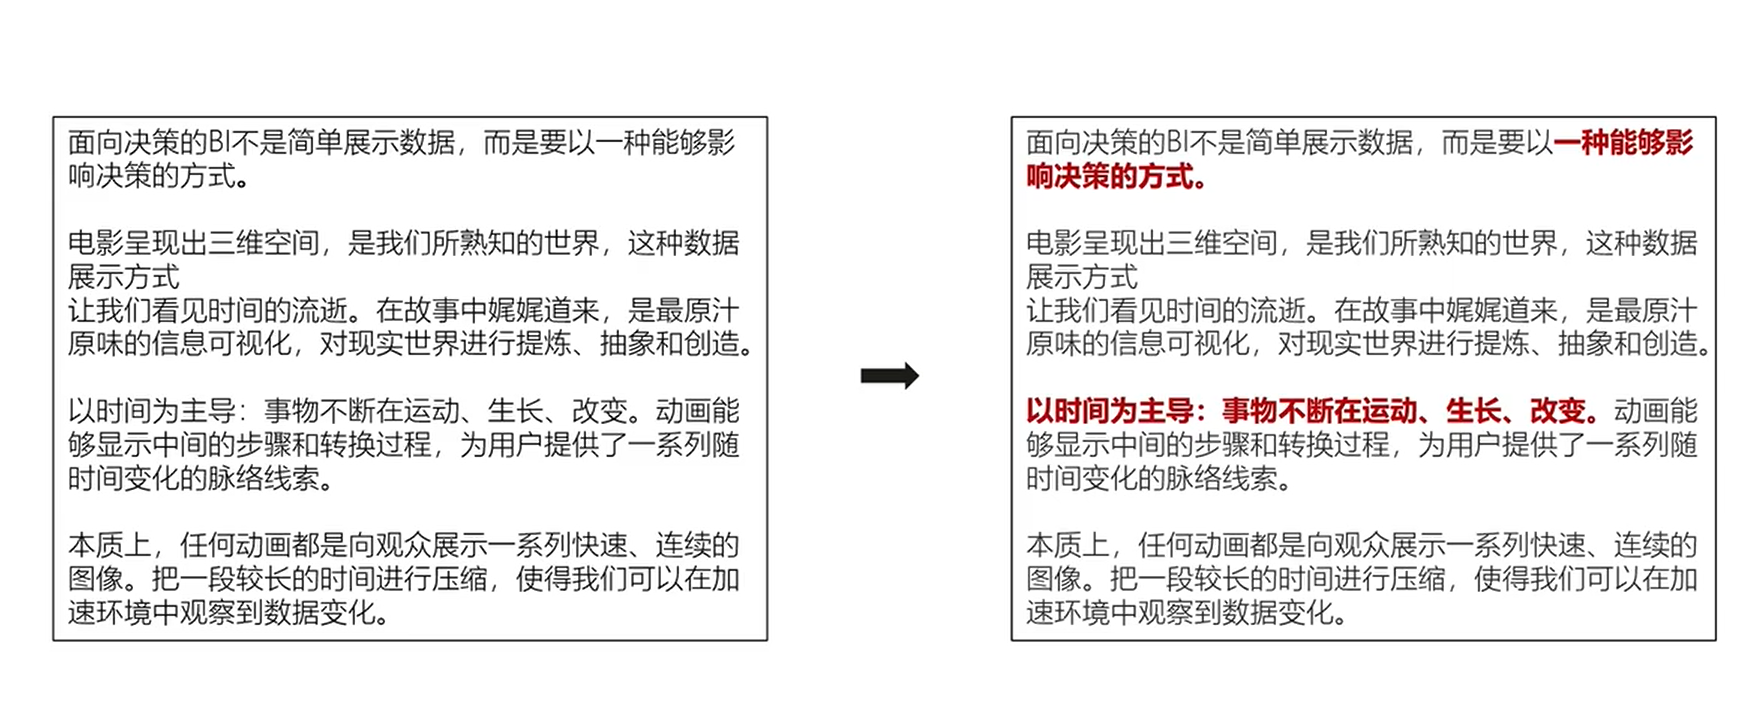 面向决策的BI不是简单展示数据，而是要以一种能够影
响决策的方式。
电影呈现出三维空间，是我们所熟知的世界，这种数据
展示方式
让我们看见时间的流逝。在故事中娓娓道来，是最原汁
原味的信息可视化，对现实世界进行提炼、抽象和创造。
以时间为主导：事物不断在运动、生长、改变。动画能
够显示中间的步骤和转换过程，为用户提供了一系列随
时间变化的脉络线索。
本质上，任何动画都是向观众展示一系列快速、连续的
图像。把一段较长的时间进行压缩，使得我们可以在加
速环境中观察到数据变化。
面向决策的BI不是简单展示数据，而是要以一种能够影
响决策的方式。
电影呈现出三维空间，是我们所熟知的世界，这种数据
展示方式
让我们看见时间的流逝。在故事中娓娓道来，是最原汁
原味的信息可视化，对现实世界进行提炼、抽象和创造。
以时间为主导：事物不断在运动、生长、改变。动画能
够显示中间的步骤和转换过程，为用户提供了一系列随
时间变化的脉络线索。
本质上，任何动画都是向观众展示一系列快速、连续的
图像。把一段较长的时间进行压缩，使得我们可以在加
速环境中观察到数据变化。